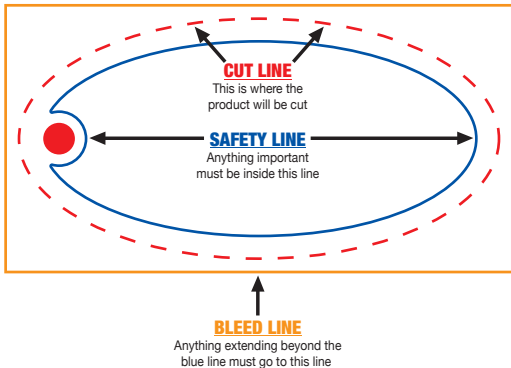 CUT LINE
This is where the
product will be cut
SAFETY LINE
Anything important
must be inside this line
BLEED LINE
Anything extending beyond the
blue line must go to this line